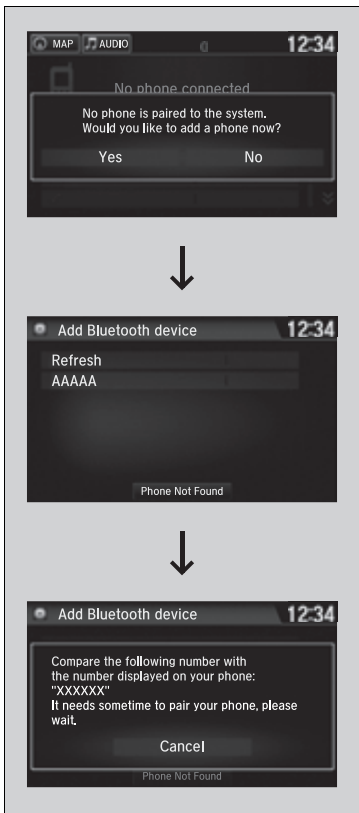 MAP AUDIO 12:34
No phone connected
No phone is paired to the system.
Would you like to add a phone now?
Yes No
Add Bluetooth device 12:34
Refresh
AAAAA
Phone Not Found
Add Bluetooth device 12:34
Compare the following number with
the number displayed on your phone:
"XXXXXX"
It needs sometime to pair your phone, please
wait.
Cancel
Phone Not Found